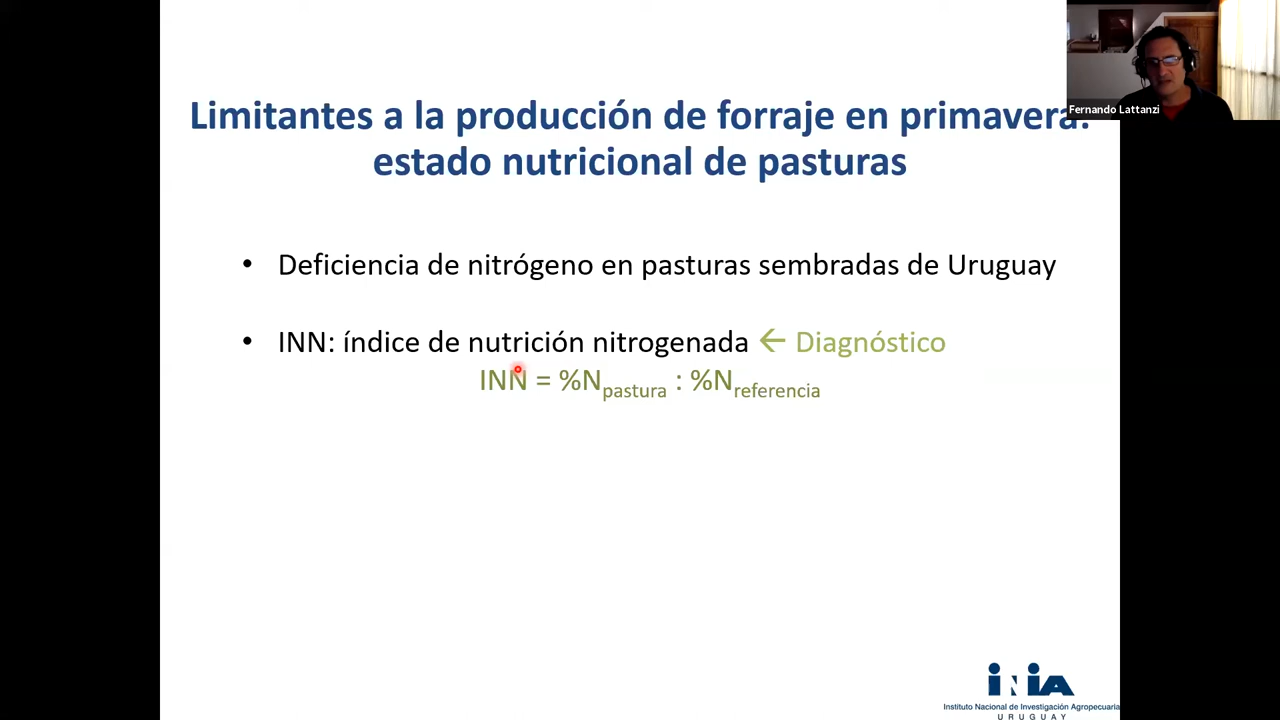 Limitantes a la producción de forraje en primavera:
estado nutricional de pasturas
Fernando Lattanzi
• Deficiencia de nitrógeno en pasturas sembradas de Uruguay
• INN: índice de nutrición nitrogenada ← Diagnóstico
INN = %Npastura : %Nreferencia
INIA
Instituto Nacional de Investigación Agropecuaria
URUGUAY